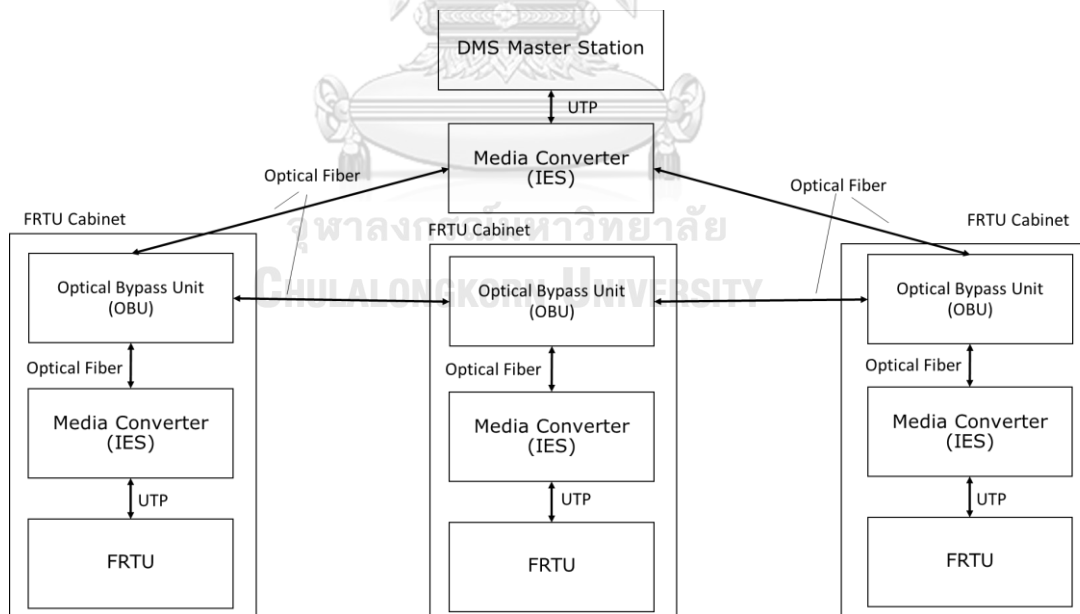 DMS Master Station
UTP
Media Converter
(IES)
Optical Fiber
Optical Fiber
FRTU Cabinet
FRTU Cabinet
FRTU Cabinet
จุฬาลงกรณ์มหาวิทยาลัย
CHULALONGKORN UNIVERSITY
Optical Bypass Unit
(OBU)
Optical Fiber
Media Converter
(IES)
UTP
FRTU
Optical Bypass Unit
(OBU)
Optical Fiber
Media Converter
(IES)
UTP
FRTU
Optical Bypass Unit
(OBU)
Optical Fiber
Media Converter
(IES)
UTP
FRTU